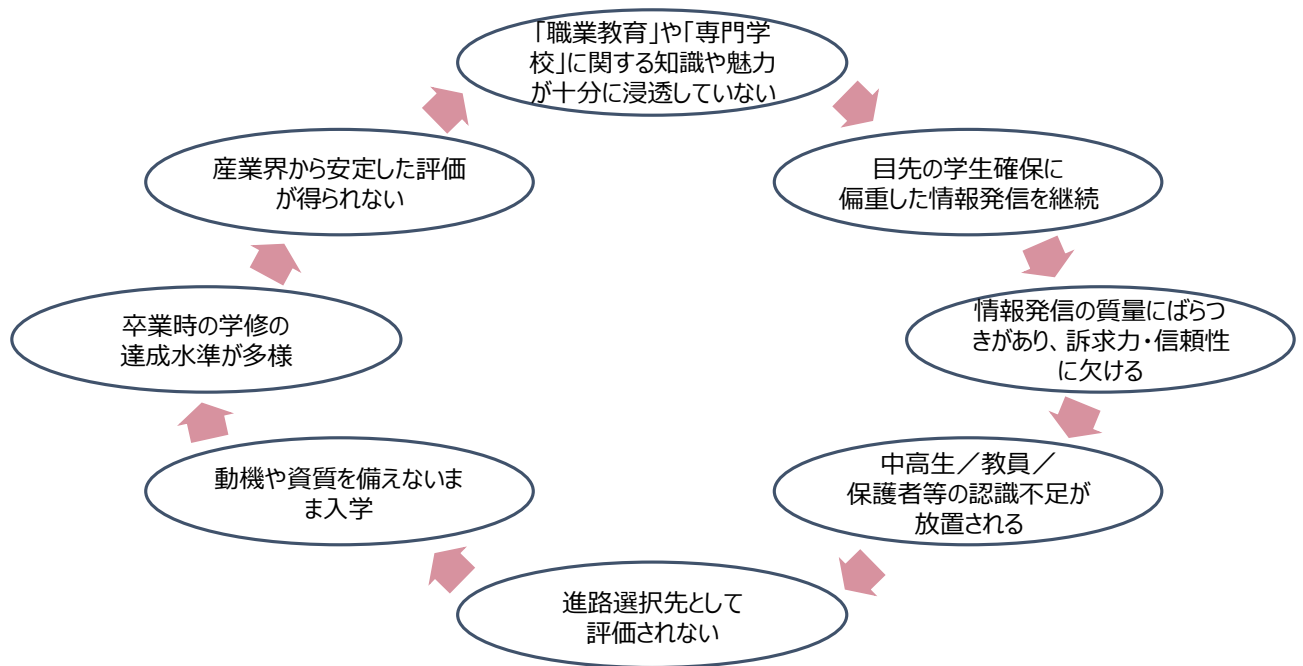 「職業教育」や「専門学
校」に関する知識や魅力
が十分に浸透していない
目先の学生確保に
偏重した情報発信を継続
情報発信の質量にばらつ
きがあり、訴求力・信頼性
に欠ける
中高生／教員／
保護者等の認識不足が
放置される
進路選択先として
評価されない
動機や資質を備えないま
ま入学
卒業時の学修の
達成水準が多様
産業界から安定した評価
が得られない